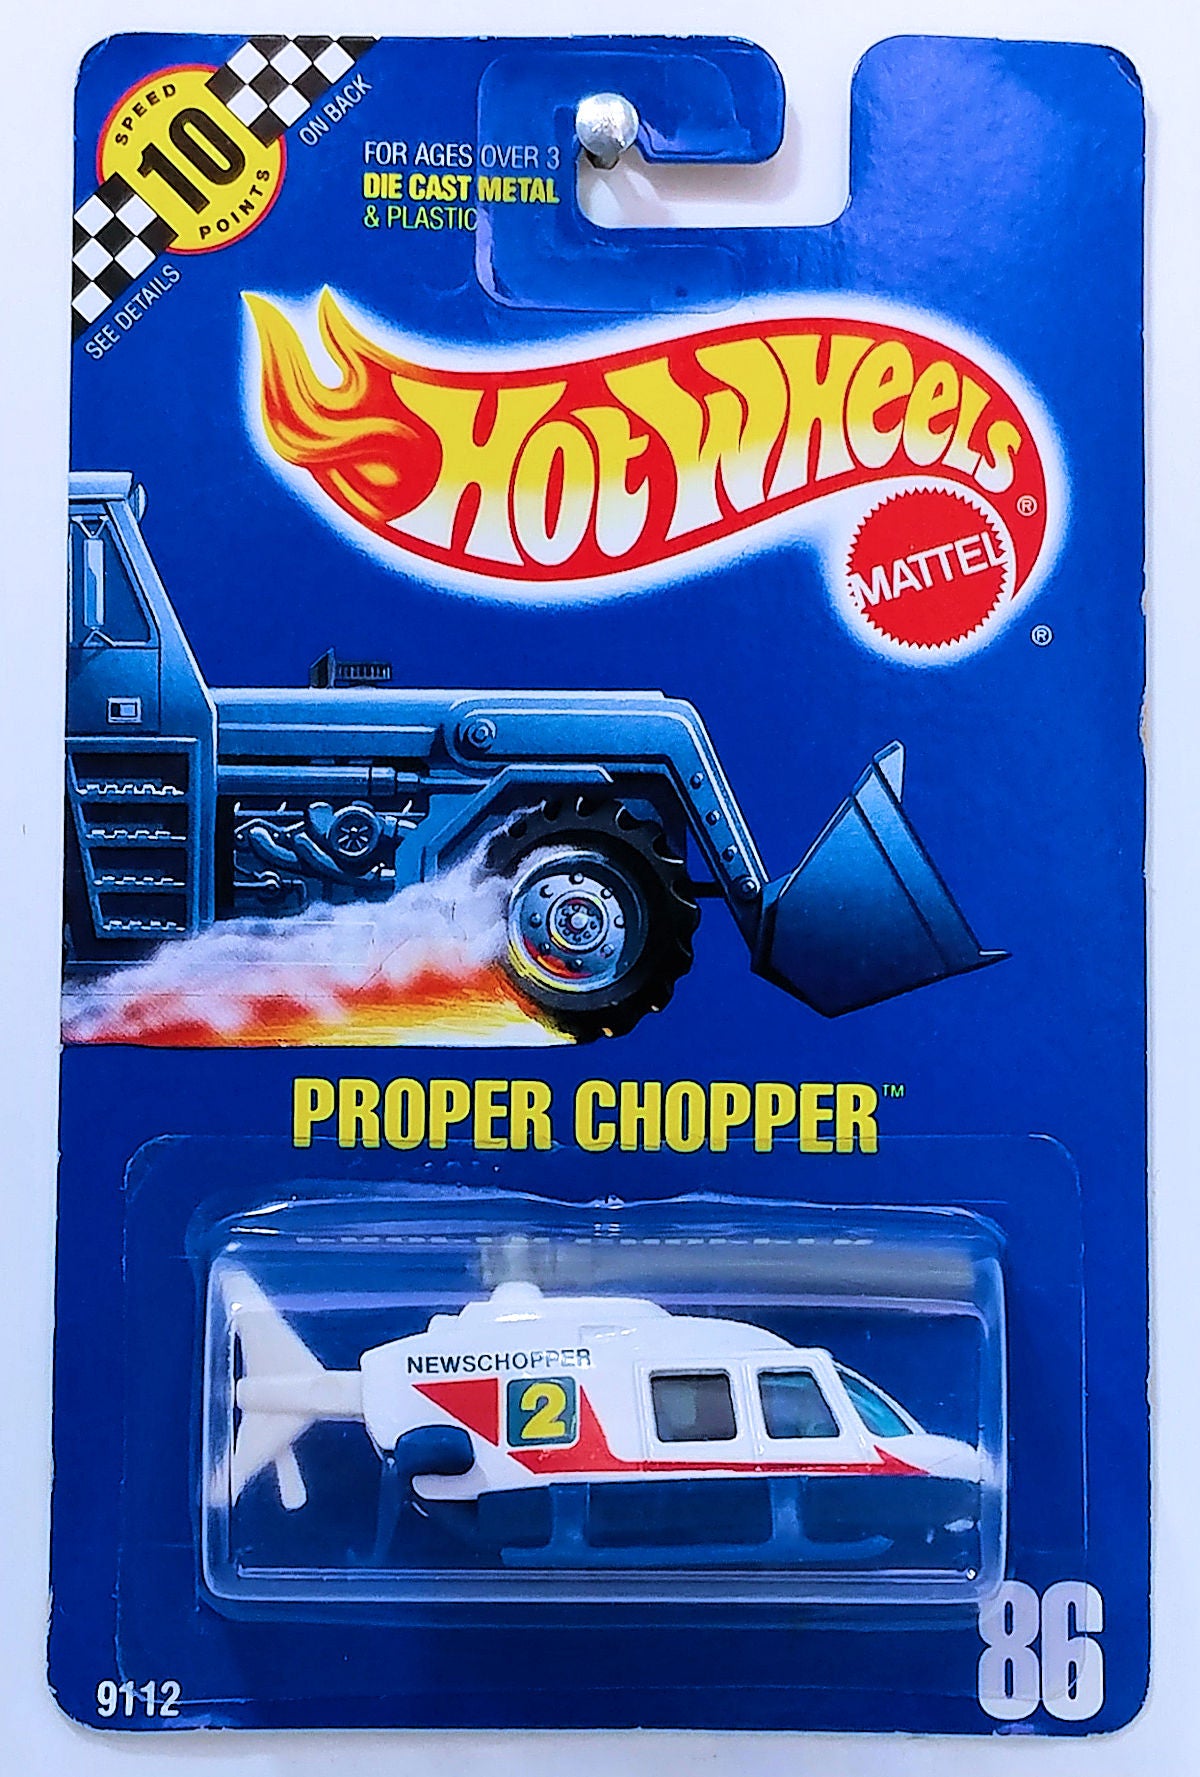 SPEED
10
POINTS
ON BACK
SEE DETAILS
FOR AGES OVER 3
DIE CAST METAL
& PLASTIC
HOT WHEELS®
MATTEL
®
PROPER CHOPPER™
NEWSCHOPPER
2
86
9112